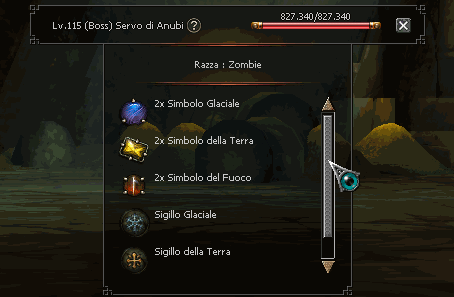 Lv.115 (Boss) Servo di Anubi ?
827.340/827.340
Razza : Zombie
2x Simbolo Glaciale
2x Simbolo della Terra
2x Simbolo del Fuoco
Sigillo Glaciale
Sigillo della Terra